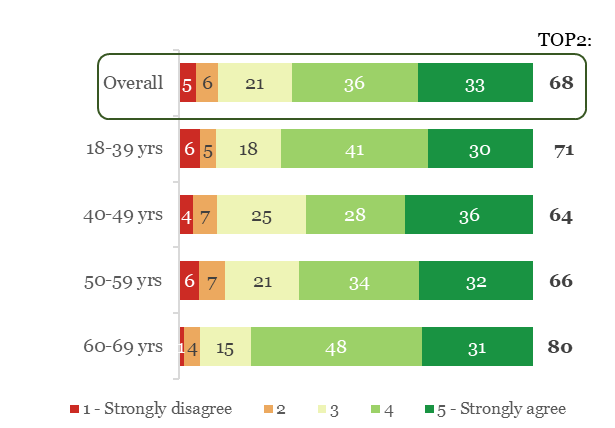 TOP2:
Overall 5 6 21 36 33 68
18-39 yrs 6 5 18 41 30 71
40-49 yrs 4 7 25 28 36 64
50-59 yrs 6 7 21 34 32 66
60-69 yrs 1 4 15 48 31 80
1 - Strongly disagree 2 3 4 5 - Strongly agree